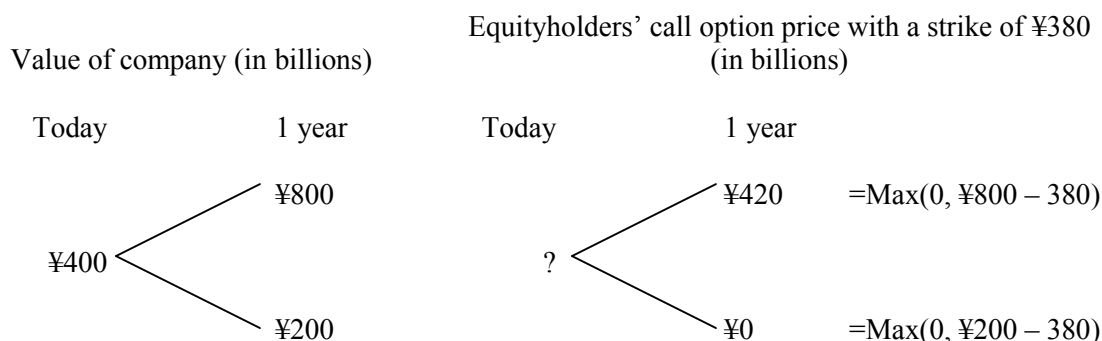 Equityholders’ call option price with a strike of ¥380
Value of company (in billions) (in billions)
Today 1 year Today 1 year
¥800 ¥420 =Max(0, ¥800 – 380)
¥400 ?
¥200 ¥0 =Max(0, ¥200 – 380)